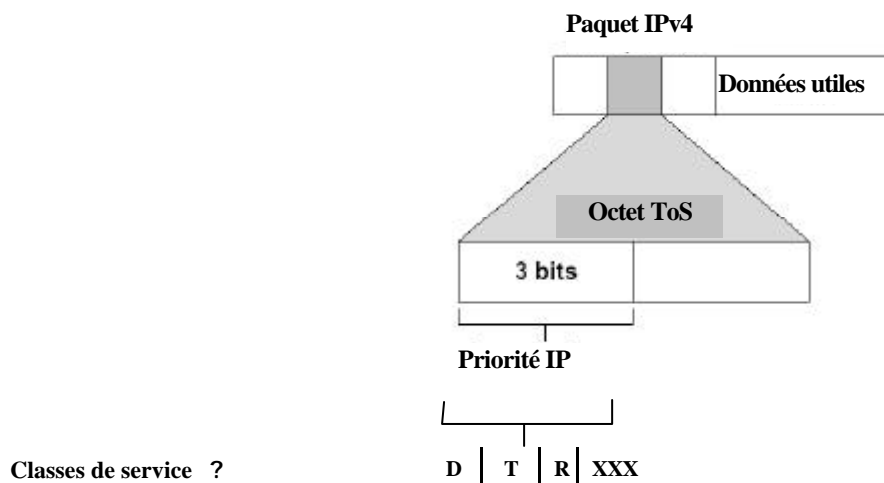 Paquet IPv4
Données utiles
Octet ToS
3 bits
Priorité IP
Classes de service ? D T R XXX